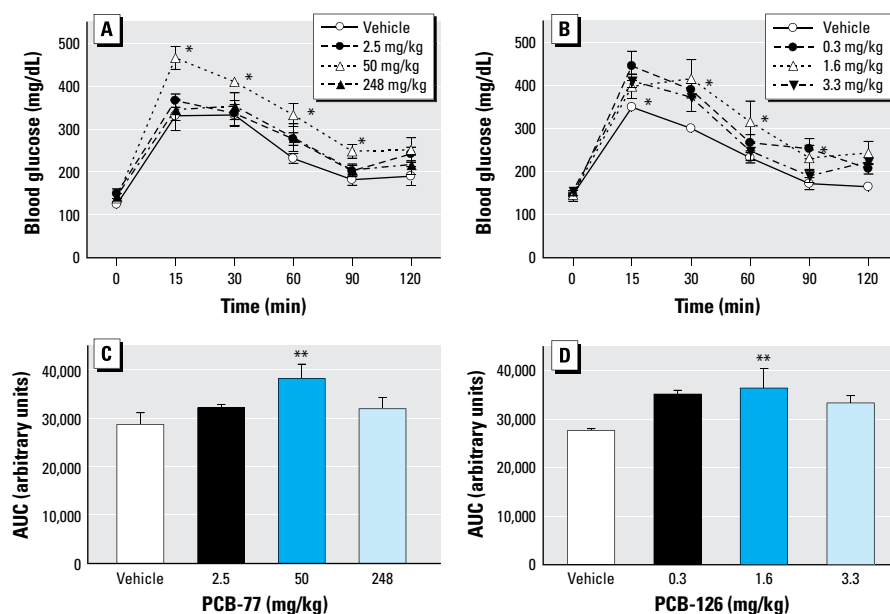 A
Vehicle
2.5 mg/kg
50 mg/kg
248 mg/kg
Blood glucose (mg/dL)
500
400
300
200
100
0
* * * *
0 15 30 60 90 120
Time (min)
B
Vehicle
0.3 mg/kg
1.6 mg/kg
3.3 mg/kg
Blood glucose (mg/dL)
500
400
300
200
100
0
* * * *
0 15 30 60 90 120
Time (min)
C
AUC (arbitrary units)
40,000
30,000
20,000
10,000
0
**
Vehicle 2.5 50 248
PCB-77 (mg/kg)
D
AUC (arbitrary units)
40,000
30,000
20,000
10,000
0
**
Vehicle 0.3 1.6 3.3
PCB-126 (mg/kg)